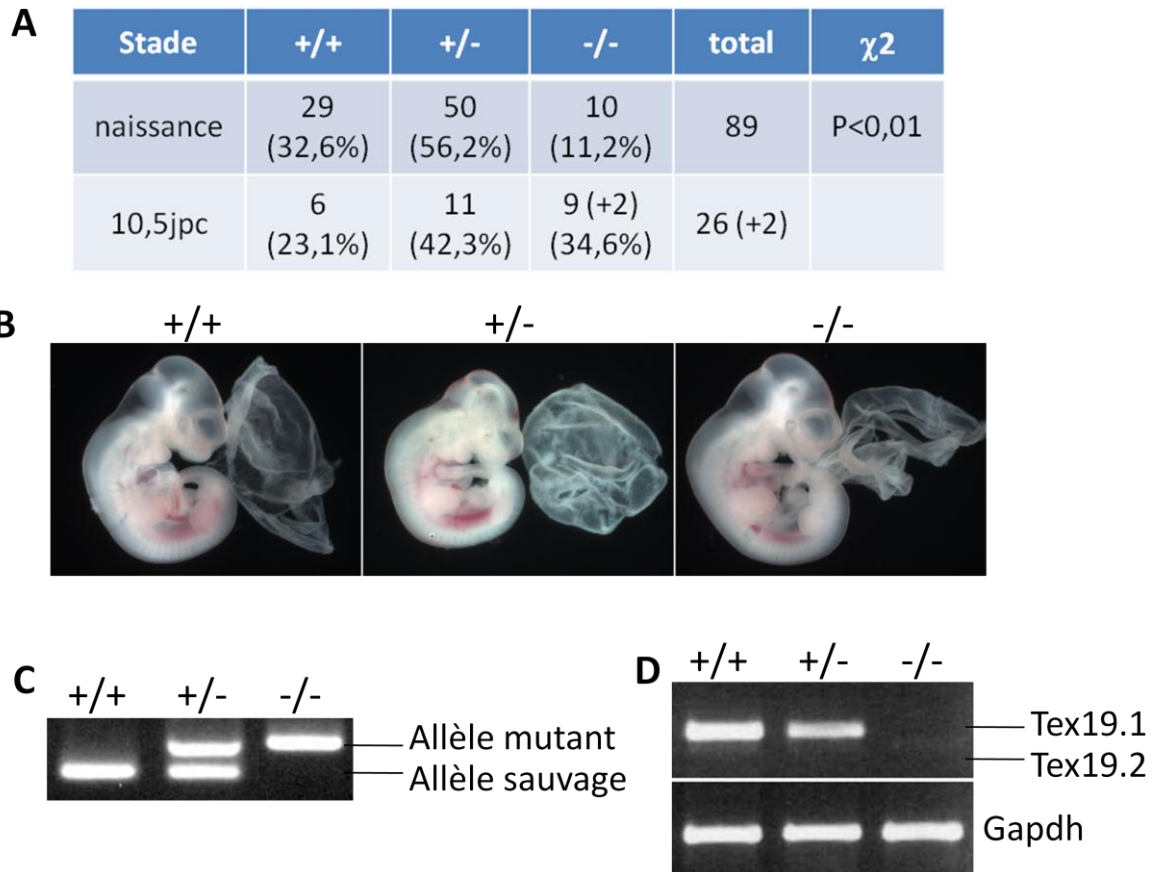 A
Stade +/+ +/- -/- total χ2
naissance 29 (32,6%) 50 (56,2%) 10 (11,2%) 89 P<0,01
10,5jpc 6 (23,1%) 11 (42,3%) 9 (+2) (34,6%) 26 (+2)
B
+/+ +/- -/-
C
+/+ +/- -/-
Allèle mutant
Allèle sauvage
D
+/+ +/- -/-
Tex19.1
Tex19.2
Gapdh